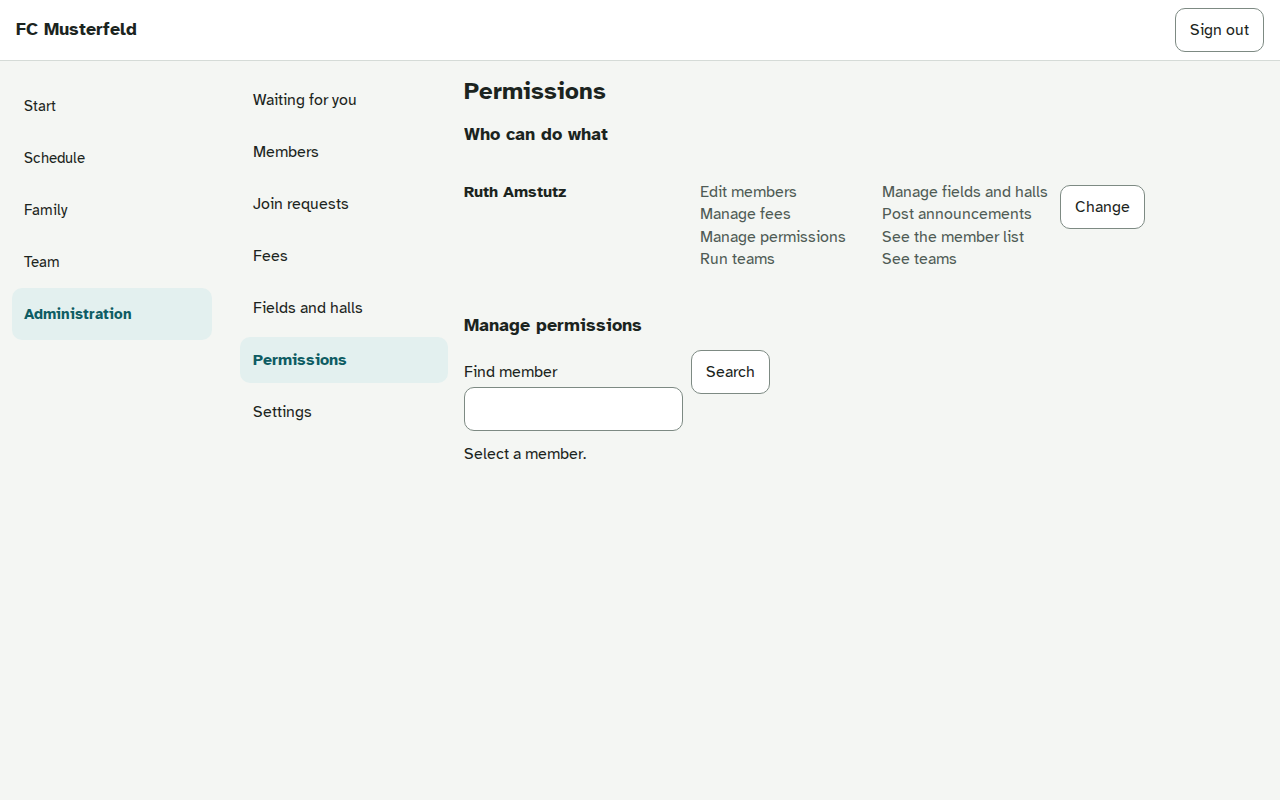 FC Musterfeld
Sign out
Start
Schedule
Family
Team
Administration
Waiting for you
Members
Join requests
Fees
Fields and halls
Permissions
Settings
Permissions
Who can do what
Ruth Amstutz
Edit members
Manage fees
Manage permissions
Run teams
Manage fields and halls
Post announcements
See the member list
See teams
Change
Manage permissions
Find member
Search
Select a member.